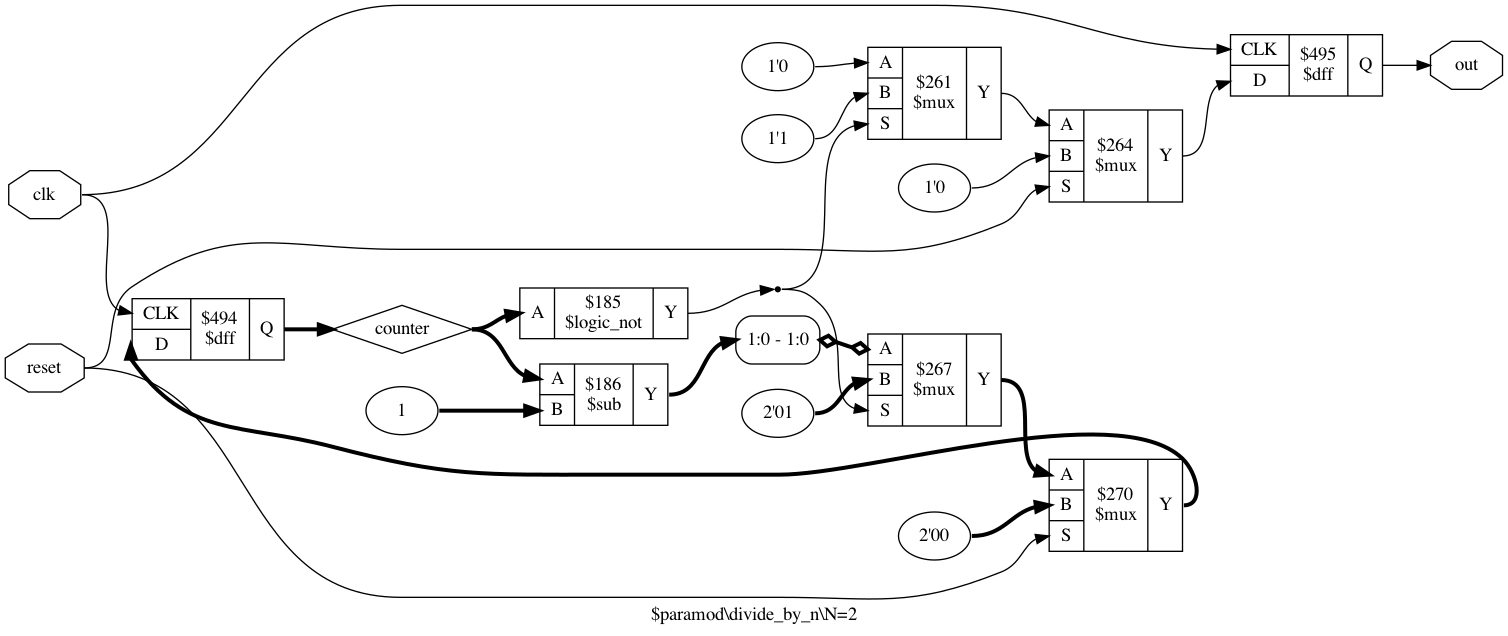 clk
reset
CLK
D
$494
$dff
Q
counter
1
A
$185
$logic_not
Y
A
B
$186
$sub
Y
1'0
1'1
A
B
S
$261
$mux
Y
1:0 - 1:0
2'01
A
B
S
$267
$mux
Y
1'0
A
B
S
$264
$mux
Y
2'00
A
B
S
$270
$mux
Y
CLK
D
$495
$dff
Q
out
$paramod\divide_by_n\N=2